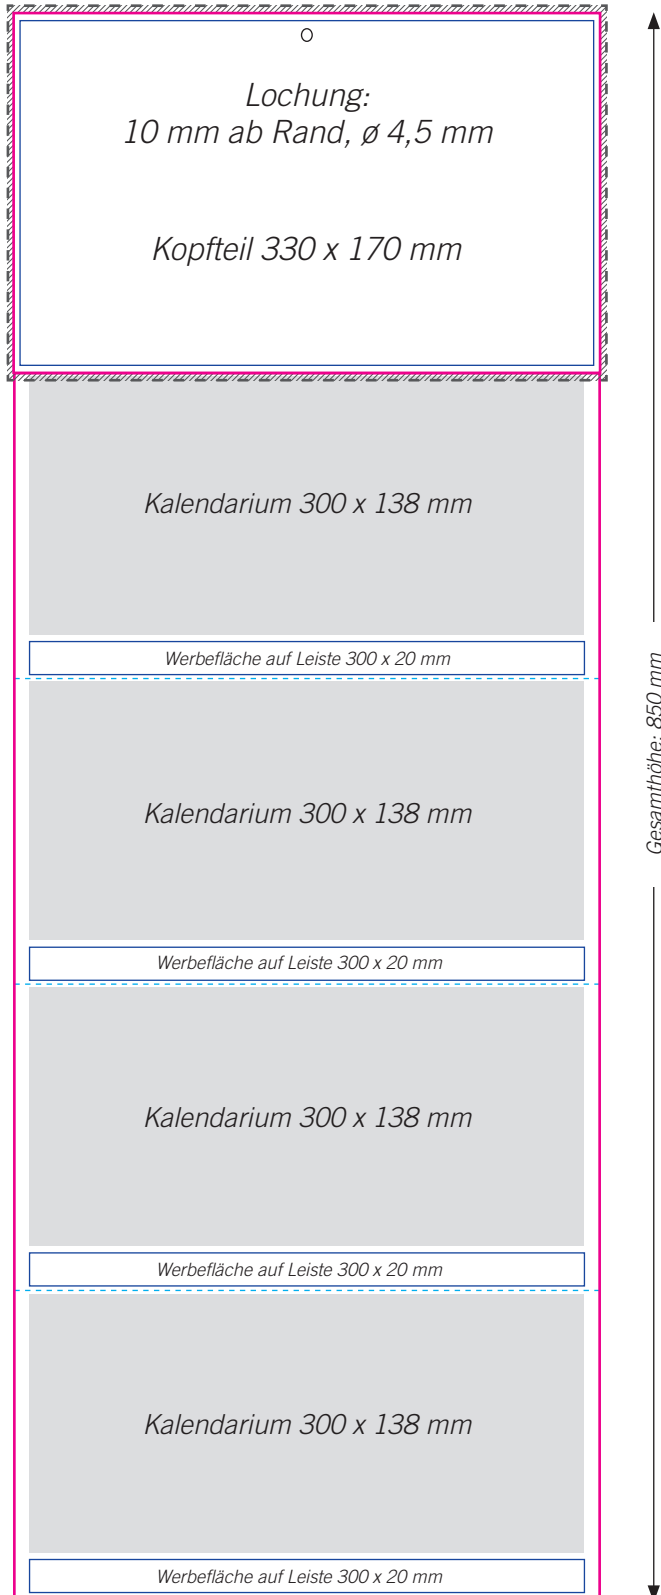 Lochung:
10 mm ab Rand, ø 4,5 mm
Kopfteil 330 x 170 mm
Kalendarium 300 x 138 mm
Werbefläche auf Leiste 300 x 20 mm
Kalendarium 300 x 138 mm
Werbefläche auf Leiste 300 x 20 mm
Kalendarium 300 x 138 mm
Werbefläche auf Leiste 300 x 20 mm
Kalendarium 300 x 138 mm
Werbefläche auf Leiste 300 x 20 mm
Gesamthöhe: 850 mm